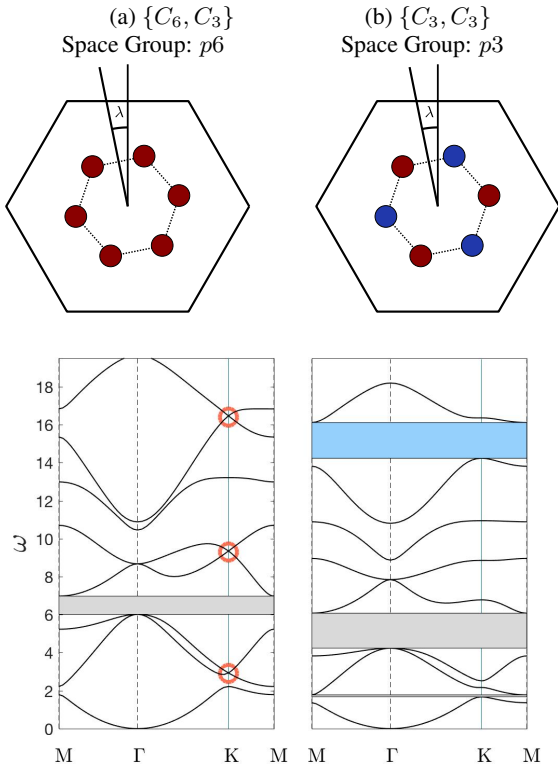 (a) {C₆, C₃}
Space Group: p6
(b) {C₃, C₃}
Space Group: p3
λ
λ
ω
18
16
14
12
10
8
6
4
2
0
M Γ K M
M Γ K M